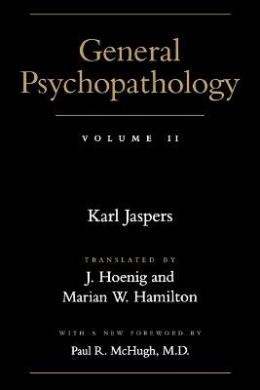 General
Psychopathology
VOLUME II
Karl Jaspers
TRANSLATED BY
J. Hoenig and
Marian W. Hamilton
WITH A NEW FOREWORD BY
Paul R. McHugh, M.D.